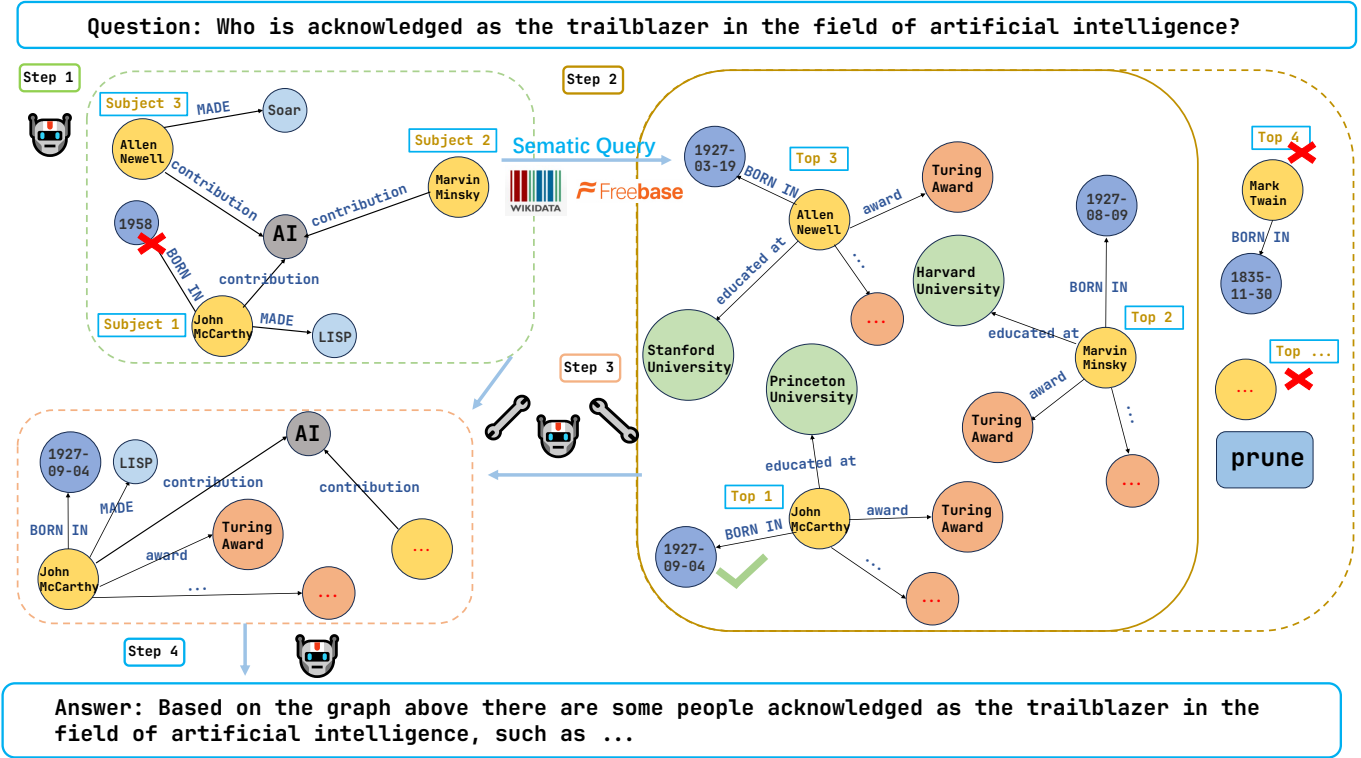 Question: Who is acknowledged as the trailblazer in the field of artificial intelligence?
Step 1
Subject 3
MADE
Soar
Allen
Newell
contribution
Subject 2
Marvin
Minsky
contribution
1958
AI
BORN IN
contribution
Subject 1
John
McCarthy
MADE
LISP
Sematic Query
WIKIDATA
Freebase
Step 2
1927-
03-19
BORN IN
Top 3
Allen
Newell
award
Turing
Award
educated at
...
...
Stanford
University
Harvard
University
educated at
1927-
08-09
BORN IN
Top 2
Marvin
Minsky
award
Turing
Award
...
...
Princeton
University
educated at
Top 1
John
McCarthy
award
Turing
Award
BORN IN
1927-
09-04
...
...
Top 4
Mark
Twain
BORN IN
1835-
11-30
Top ...
...
prune
Step 3
1927-
09-04
LISP
AI
contribution
contribution
BORN IN
MADE
Turing
Award
award
...
John
McCarthy
...
...
Step 4
Answer: Based on the graph above there are some people acknowledged as the trailblazer in the
field of artificial intelligence, such as ...